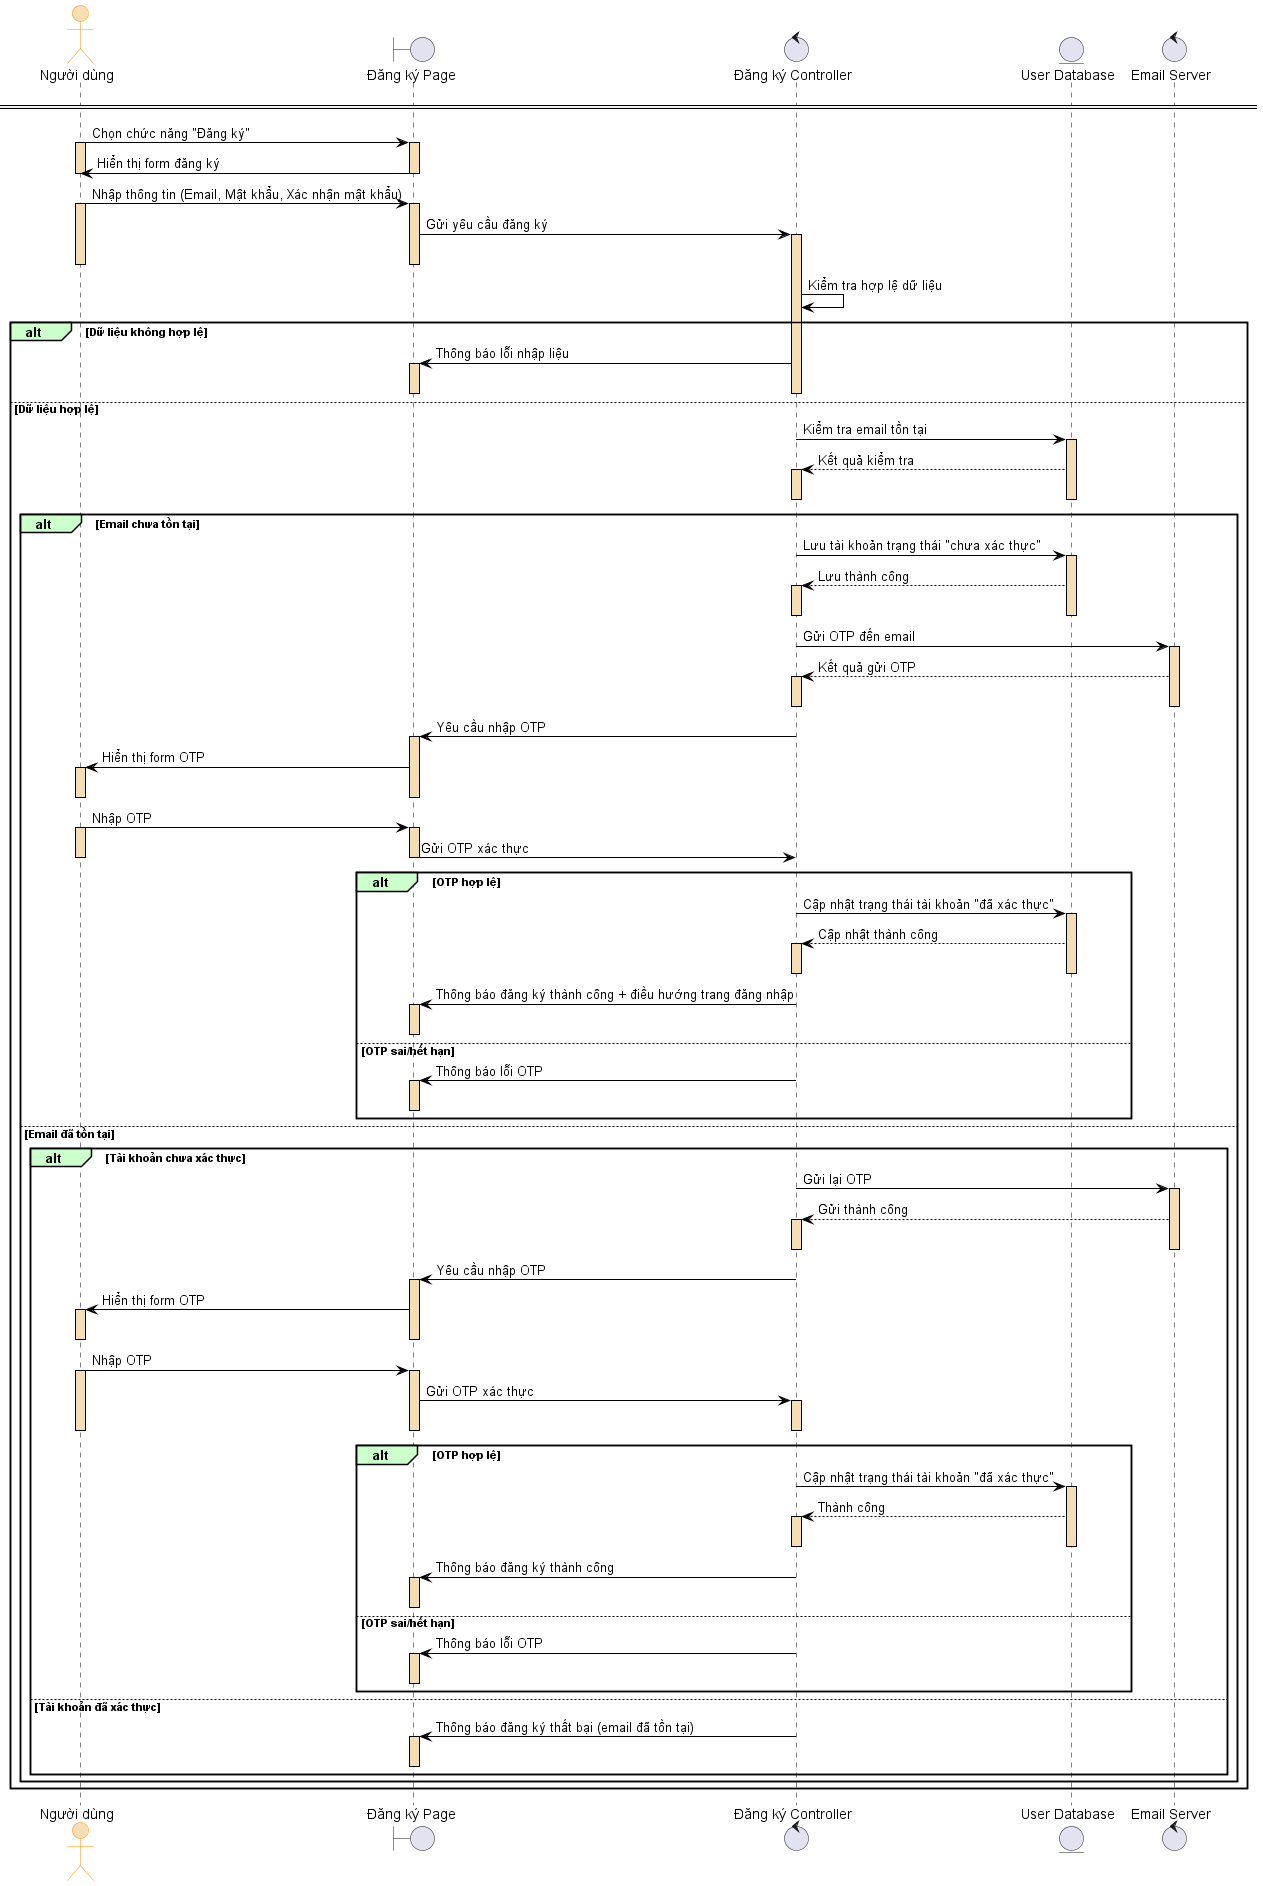 Người dùng
Đăng ký Page
Đăng ký Controller
User Database
Email Server
Chọn chức năng "Đăng ký"
Hiển thị form đăng ký
Nhập thông tin (Email, Mật khẩu, Xác nhận mật khẩu)
Gửi yêu cầu đăng ký
Kiểm tra hợp lệ dữ liệu
alt [Dữ liệu không hợp lệ]
Thông báo lỗi nhập liệu
[Dữ liệu hợp lệ]
Kiểm tra email tồn tại
Kết quả kiểm tra
alt [Email chưa tồn tại]
Lưu tài khoản trạng thái "chưa xác thực"
Lưu thành công
Gửi OTP đến email
Kết quả gửi OTP
Yêu cầu nhập OTP
Hiển thị form OTP
Nhập OTP
Gửi OTP xác thực
alt [OTP hợp lệ]
Cập nhật trạng thái tài khoản "đã xác thực"
Cập nhật thành công
Thông báo đăng ký thành công + điều hướng trang đăng nhập
[OTP sai/hết hạn]
Thông báo lỗi OTP
[Email đã tồn tại]
alt [Tài khoản chưa xác thực]
Gửi lại OTP
Gửi thành công
Yêu cầu nhập OTP
Hiển thị form OTP
Nhập OTP
Gửi OTP xác thực
alt [OTP hợp lệ]
Cập nhật trạng thái tài khoản "đã xác thực"
Thành công
Thông báo đăng ký thành công
[OTP sai/hết hạn]
Thông báo lỗi OTP
[Tài khoản đã xác thực]
Thông báo đăng ký thất bại (email đã tồn tại)
Người dùng
Đăng ký Page
Đăng ký Controller
User Database
Email Server